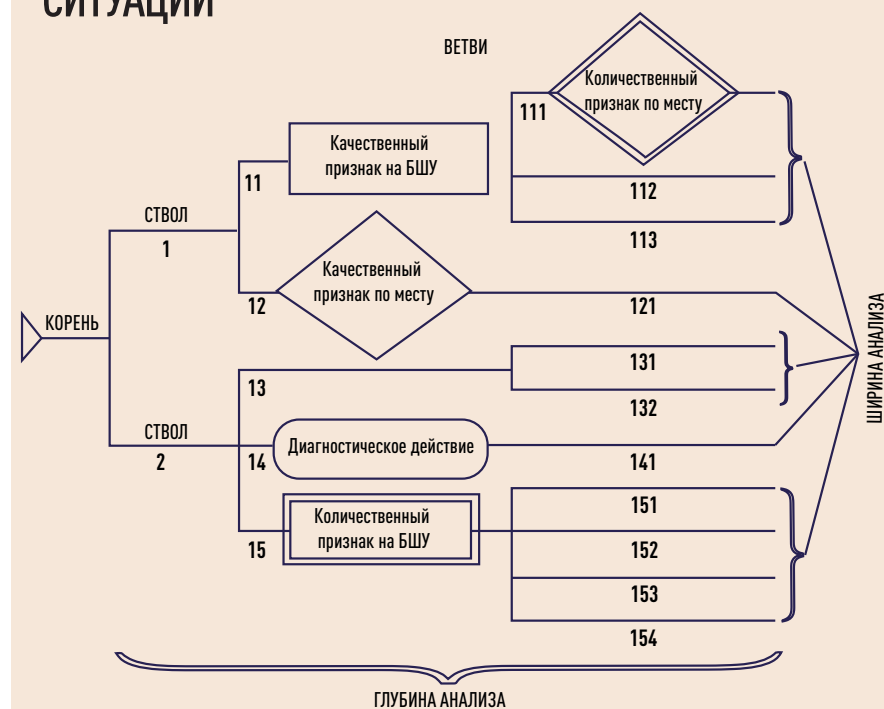 СИТУАЦИИ
ВЕТВИ
Количественный
признак по месту
111
Качественный
признак на БШУ
11
112
СТВОЛ
1
113
Качественный
признак по месту
12
121
КОРЕНЬ
ШИРИНА АНАЛИЗА
131
13
132
СТВОЛ
2
Диагностическое действие
14
141
151
Количественный
признак на БШУ
15
152
153
154
ГЛУБИНА АНАЛИЗА